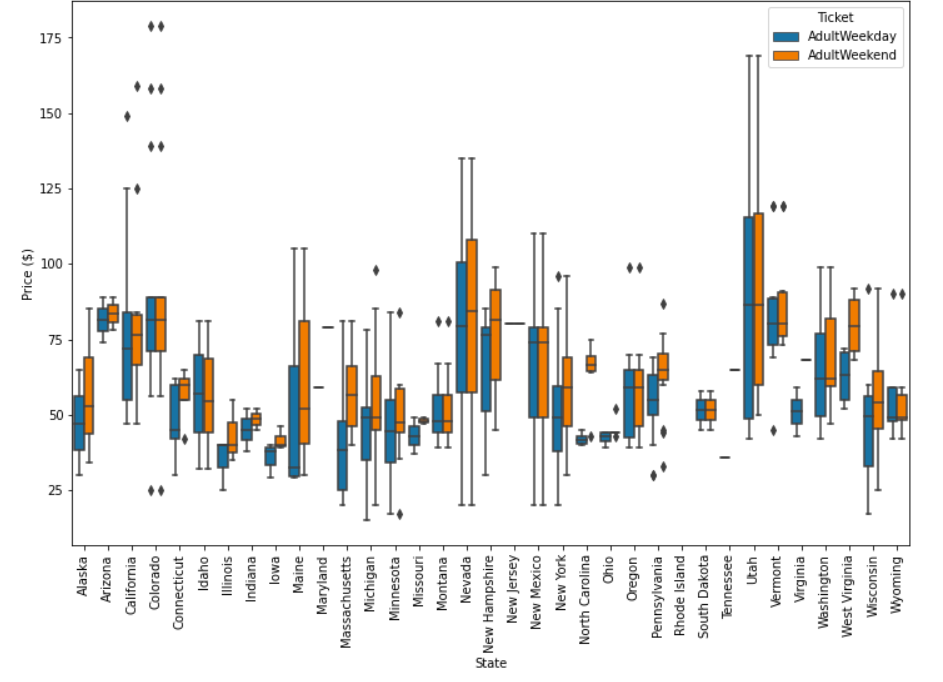 Ticket
AdultWeekday
AdultWeekend
175
150
125
100
75
50
25
Price ($)
Alaska
Arizona
California
Colorado
Connecticut
Idaho
Illinois
Indiana
Iowa
Maine
Maryland
Massachusetts
Michigan
Minnesota
Missouri
Montana
Nevada
New Hampshire
New Jersey
New Mexico
New York
North Carolina
Ohio
Oregon
Pennsylvania
Rhode Island
South Dakota
Tennessee
Utah
Vermont
Virginia
Washington
West Virginia
Wisconsin
Wyoming
State